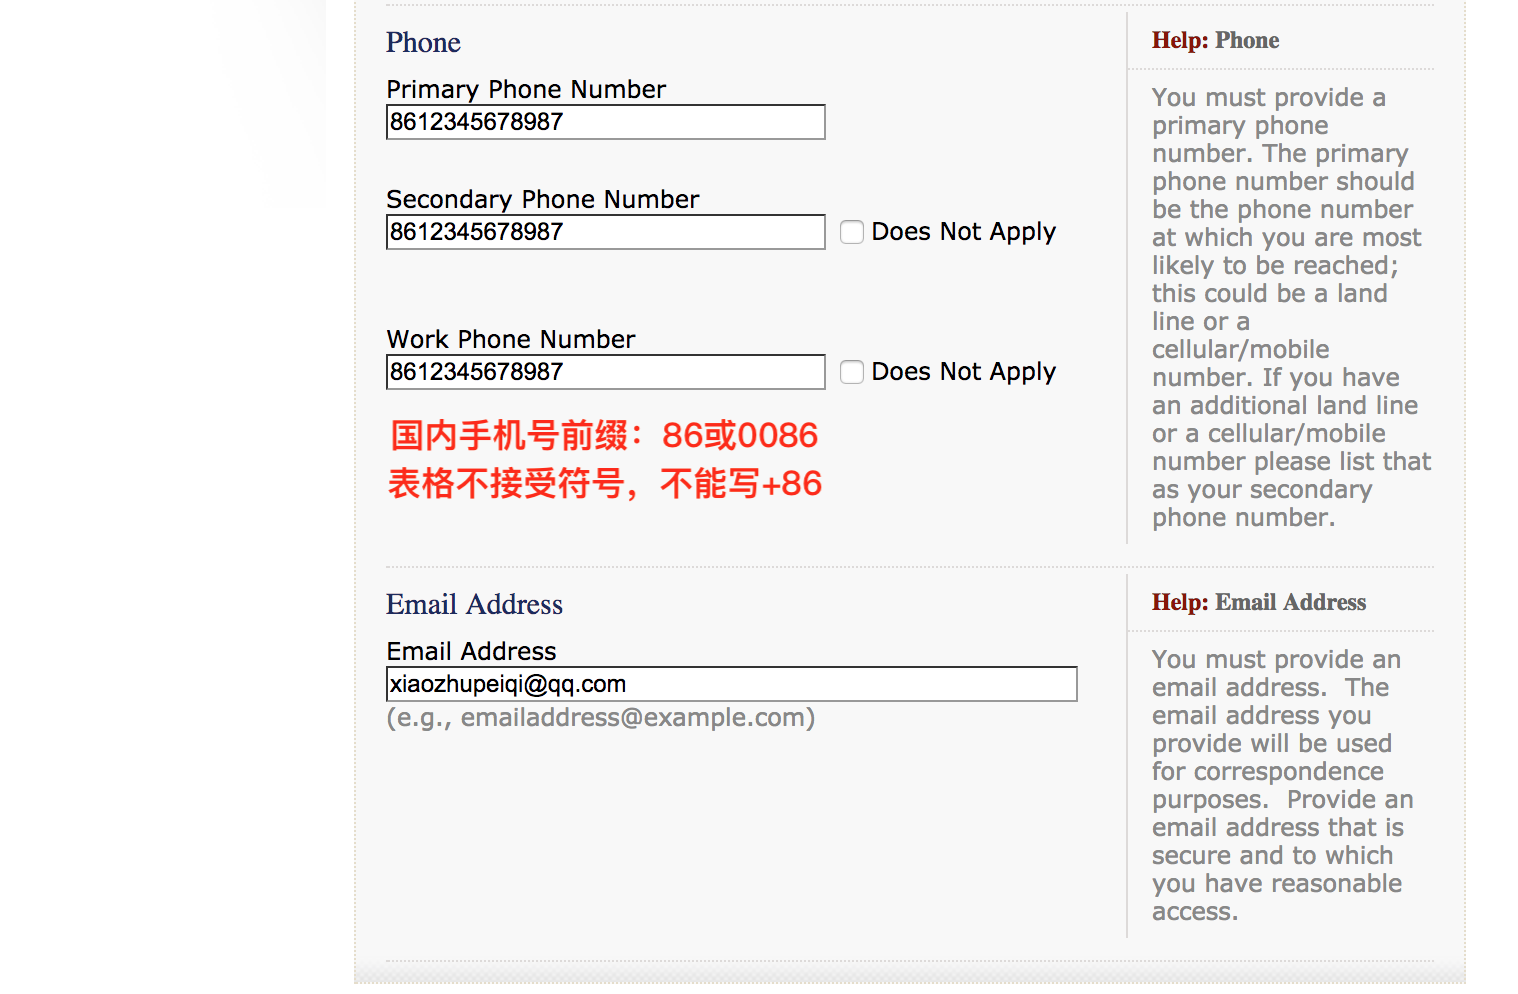 Phone
Primary Phone Number
8612345678987
Secondary Phone Number
8612345678987
Does Not Apply
Work Phone Number
8612345678987
Does Not Apply
国内手机号前缀：86或0086
表格不接受符号，不能写+86
Help: Phone
You must provide a
primary phone
number. The primary
phone number should
be the phone number
at which you are most
likely to be reached;
this could be a land
line or a
cellular/mobile
number. If you have
an additional land line
or a cellular/mobile
number please list that
as your secondary
phone number.
Email Address
Email Address
xiaozhupeiqi@qq.com
(e.g., emailaddress@example.com)
Help: Email Address
You must provide an
email address.  The
email address you
provide will be used
for correspondence
purposes.  Provide an
email address that is
secure and to which
you have reasonable
access.